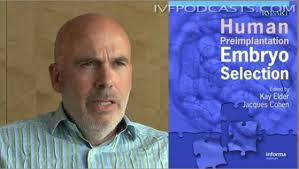 IVFPODCASTS.COM
Human
Preimplantation
Embryo
Selection
Edited by
Kay Elder
Jacques Cohen
informa